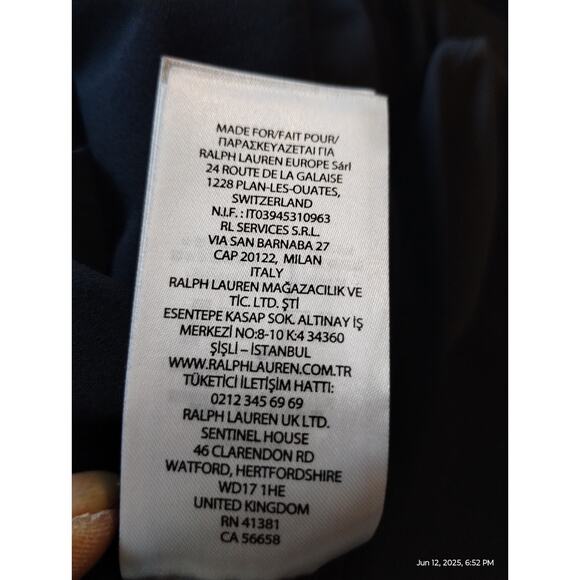 MADE FOR/FAIT POUR/
ΠΑΡΑΣΚΕΥΑΖΕΤΑΙ ΓΙΑ
RALPH LAUREN EUROPE Sárl
24 ROUTE DE LA GALAISE
1228 PLAN-LES-OUATES,
SWITZERLAND
N.I.F. : IT03945310963
RL SERVICES S.R.L.
VIA SAN BARNABA 27
CAP 20122, MILAN
ITALY
RALPH LAUREN MAĞAZACILIK VE
TİC. LTD. ŞTİ
ESENTEPE KASAP SOK. ALTINAY İŞ
MERKEZİ NO:8-10 K:4 34360
ŞİŞLİ – İSTANBUL
WWW.RALPHLAUREN.COM.TR
TÜKETİCİ İLETİŞİM HATTI:
0212 345 69 69
RALPH LAUREN UK LTD.
SENTINEL HOUSE
46 CLARENDON RD
WATFORD, HERTFORDSHIRE
WD17 1HE
UNITED KINGDOM
RN 41381
CA 56658
Jun 12, 2025, 6:52 PM